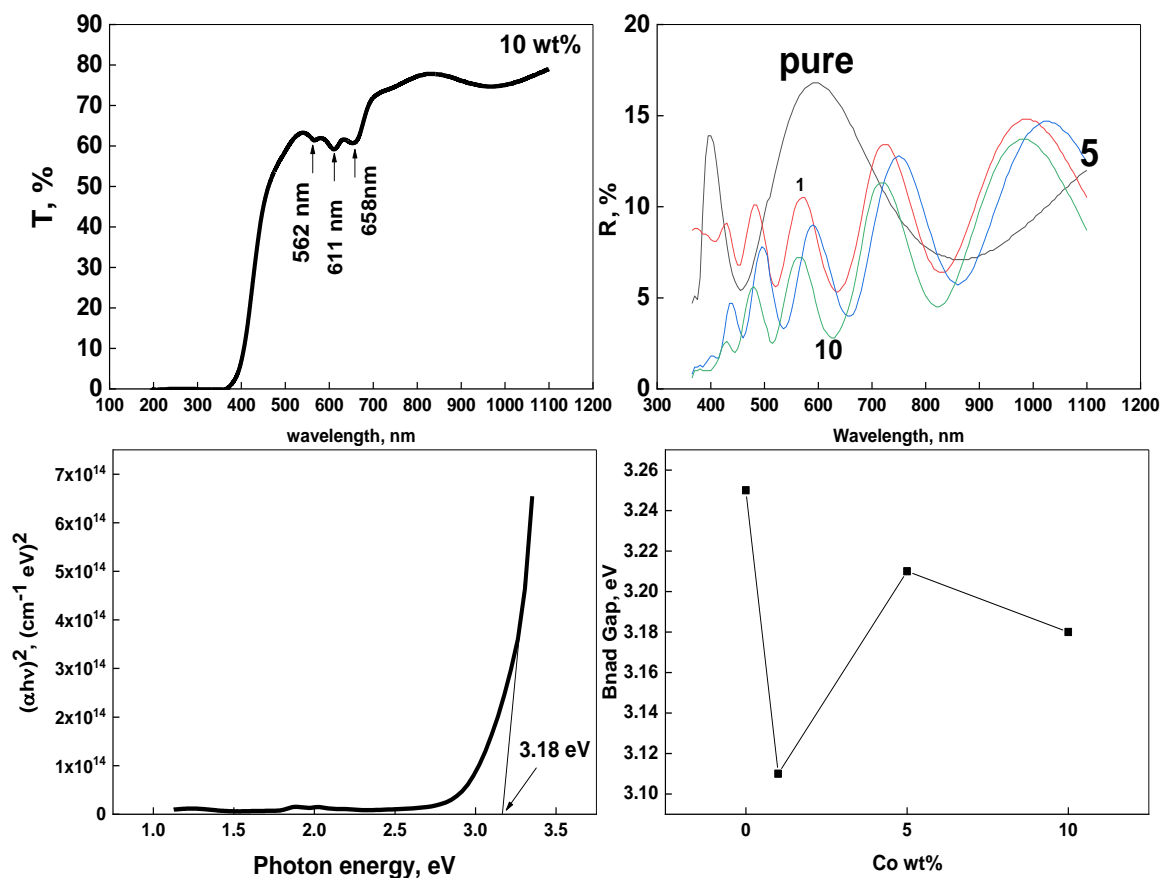 90
80
70
60
50
40
30
20
10
0
T, %
10 wt%
562 nm
611 nm
658nm
100 200 300 400 500 600 700 800 900 1000 1100 1200
wavelength, nm
20
15
10
5
0
R, %
pure
1
5
10
300 400 500 600 700 800 900 1000 1100 1200
Wavelength, nm
7x10¹⁴
6x10¹⁴
5x10¹⁴
4x10¹⁴
3x10¹⁴
2x10¹⁴
1x10¹⁴
0
(αhν)², (cm⁻¹ eV)²
3.18 eV
1.0 1.5 2.0 2.5 3.0 3.5
Photon energy, eV
3.26
3.24
3.22
3.20
3.18
3.16
3.14
3.12
3.10
Bnad Gap, eV
0 5 10
Co wt%